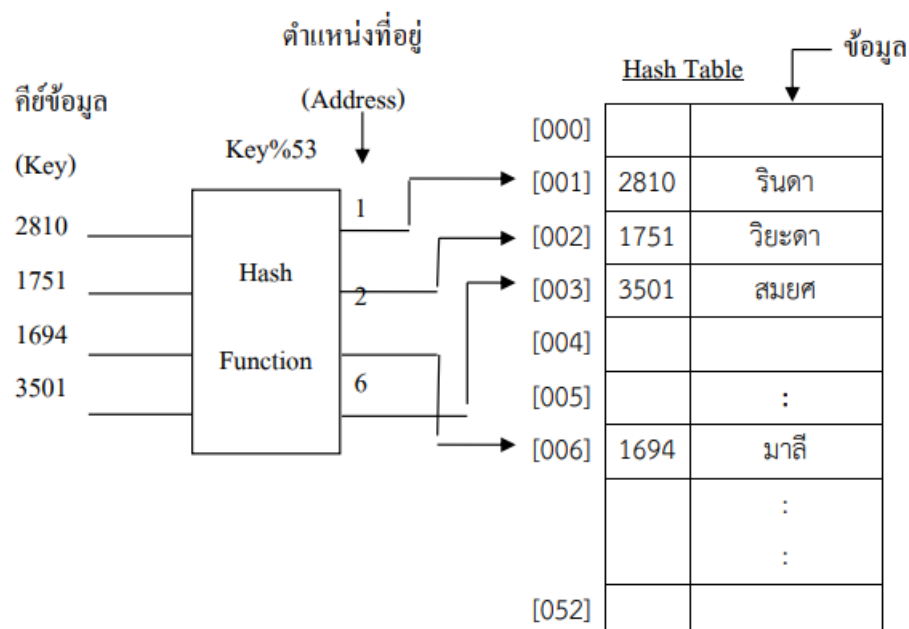 ตำแหน่งที่อยู่
ข้อมูล
Hash Table
คีย์ข้อมูล
(Address)
(Key)
Key%53
2810
1751
1694
3501
Hash
Function
1
2
6
[000]
[001] 2810 รินดา
[002] 1751 วิยะดา
[003] 3501 สมยศ
[004]
[005] :
[006] 1694 มาลี
:
:
[052]